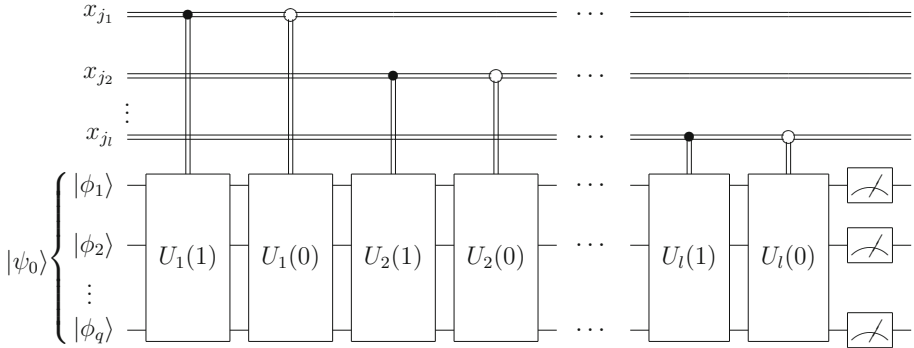 x_{j_1} ···
x_{j_2} ···
⋮
x_{j_l} ···
|ϕ_1⟩ ···
|ϕ_2⟩ U_1(1) U_1(0) U_2(1) U_2(0) ··· U_l(1) U_l(0)
|ψ_0⟩
⋮
|ϕ_q⟩ ···